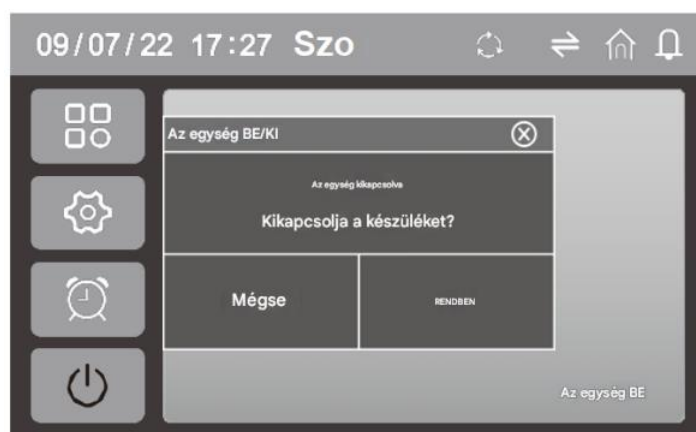 09/07/22 17:27 Szo
Az egység BE/KI
Az egység kikapcsolva
Kikapcsolja a készüléket?
Mégse
RENDBEN
Az egység BE